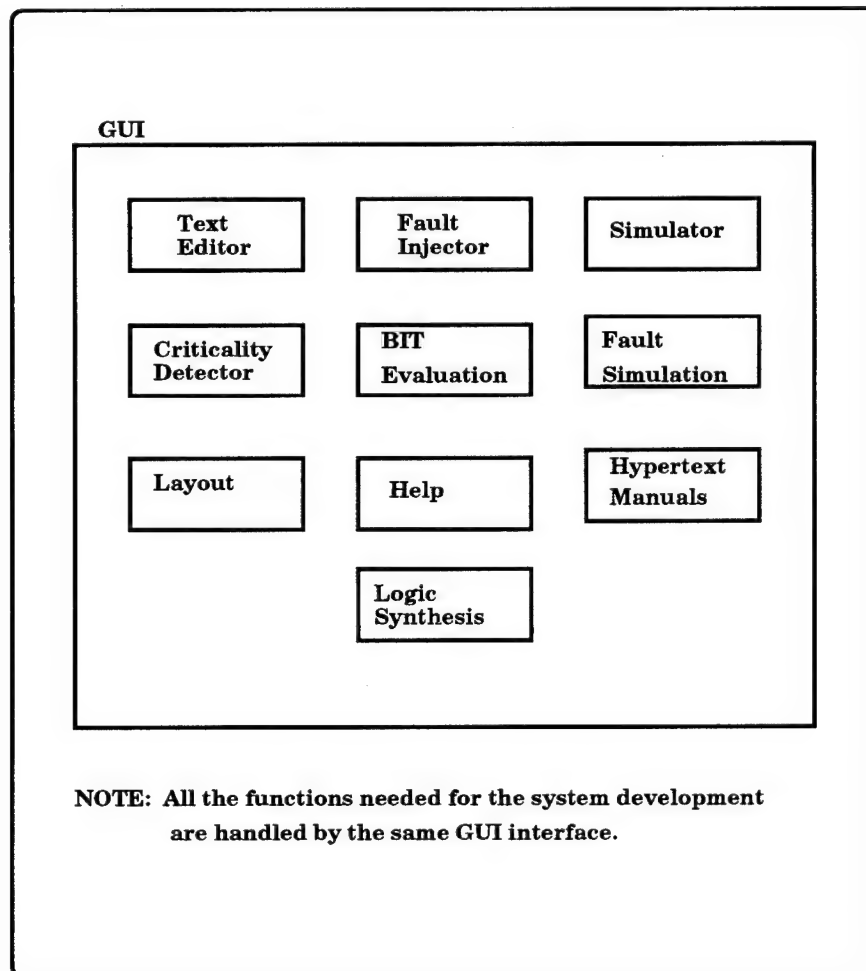 GUI
Text
Editor
Fault
Injector
Simulator
Criticality
Detector
BIT
Evaluation
Fault
Simulation
Layout
Help
Hypertext
Manuals
Logic
Synthesis
NOTE: All the functions needed for the system development
are handled by the same GUI interface.